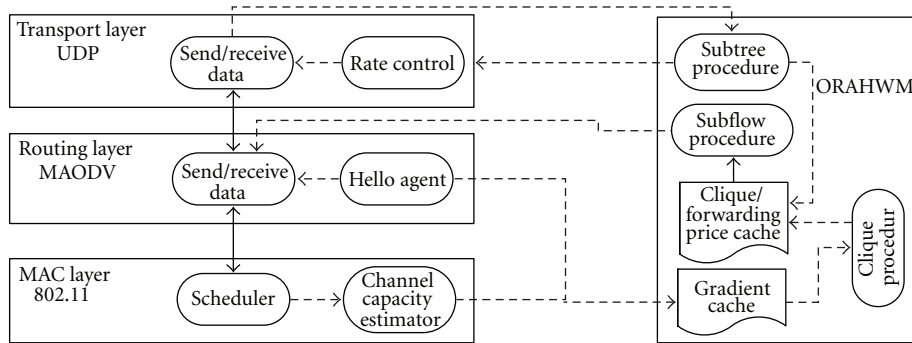 Transport layer
UDP
Send/receive
data
Rate control
Subtree
procedure
ORAHWM
Subflow
procedure
Routing layer
MAODV
Send/receive
data
Hello agent
Clique/
forwarding
price cache
Clique
procedur
MAC layer
802.11
Scheduler
Channel
capacity
estimator
Gradient
cache